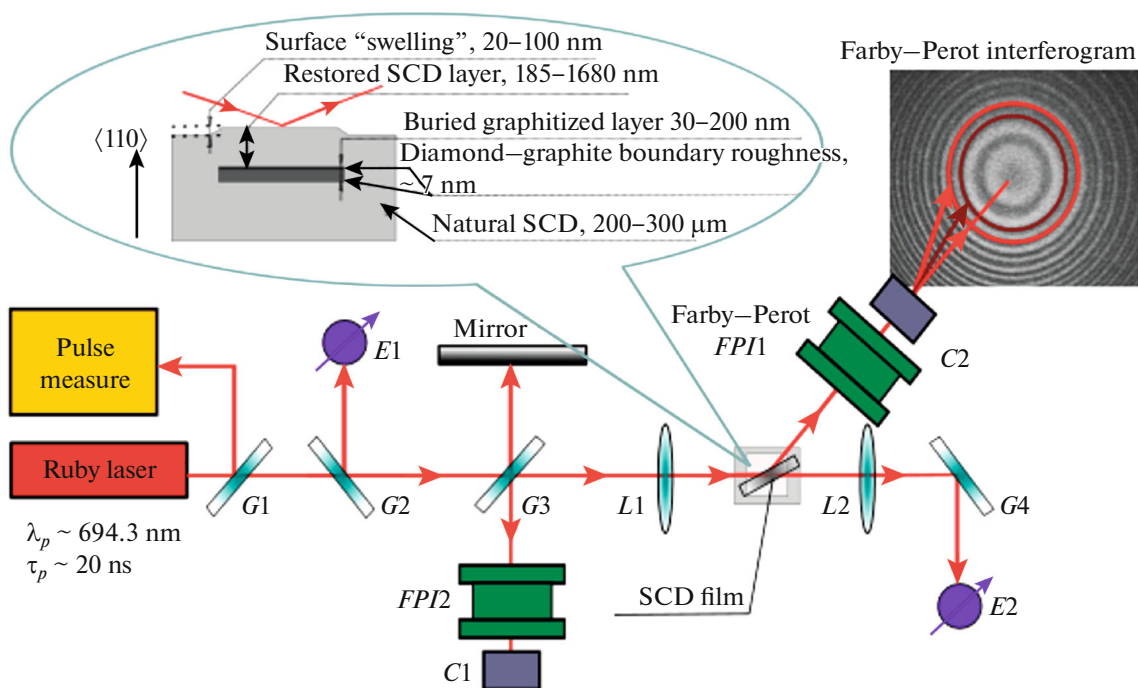 Surface “swelling”, 20–100 nm
Restored SCD layer, 185–1680 nm
Farby–Perot interferogram
⟨110⟩
Buried graphitized layer 30–200 nm
Diamond–graphite boundary roughness,
~ 7 nm
Natural SCD, 200–300 μm
Pulse
measure
E1
Mirror
Farby–Perot
FPI1
C2
Ruby laser
G1
G2
G3
L1
L2
G4
λp ~ 694.3 nm
τp ~ 20 ns
FPI2
SCD film
E2
C1